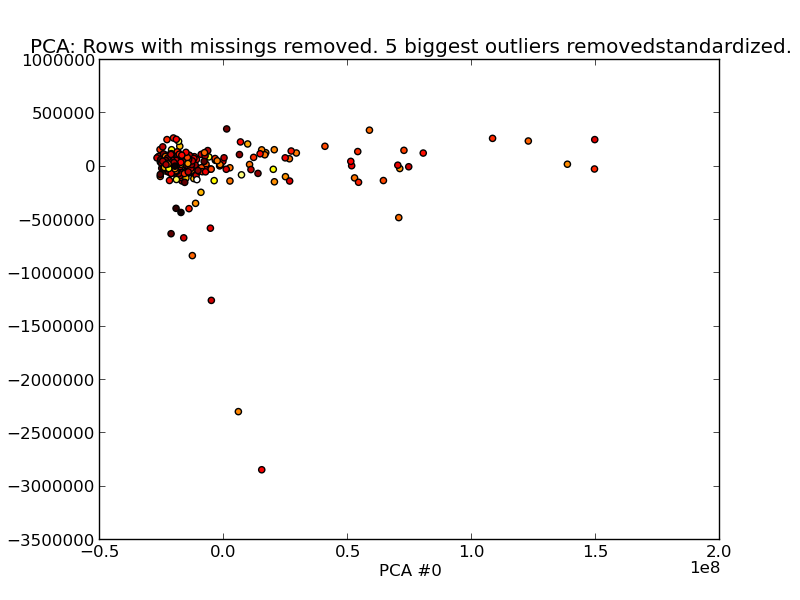 PCA: Rows with missings removed. 5 biggest outliers removedstandardized.
1000000
500000
0
−500000
−1000000
−1500000
−2000000
−2500000
−3000000
−3500000
−0.5 0.0 0.5 1.0 1.5 2.0
1e8
PCA #0